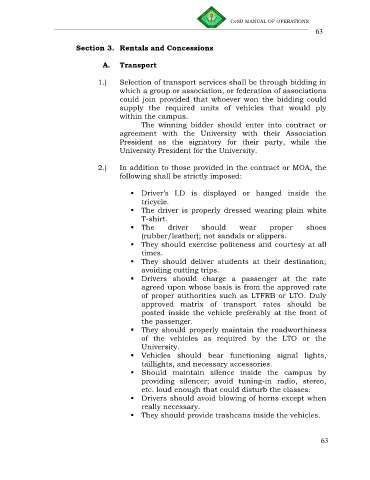 CvSU MANUAL OF OPERATIONS
63
Section 3. Rentals and Concessions
A. Transport
1.) Selection of transport services shall be through bidding in
which a group or association, or federation of associations
could join provided that whoever won the bidding could
supply the required units of vehicles that would ply
within the campus.
The winning bidder should enter into contract or
agreement with the University with their Association
President as the signatory for their party, while the
University President for the University.
2.) In addition to those provided in the contract or MOA, the
following shall be strictly imposed:
▪ Driver's I.D is displayed or hanged inside the
tricycle.
▪ The driver is properly dressed wearing plain white
T-shirt.
▪ The driver should wear proper shoes
(rubber/leather); not sandals or slippers.
▪ They should exercise politeness and courtesy at all
times.
▪ They should deliver students at their destination;
avoiding cutting trips.
▪ Drivers should charge a passenger at the rate
agreed upon whose basis is from the approved rate
of proper authorities such as LTFRB or LTO. Duly
approved matrix of transport rates should be
posted inside the vehicle preferably at the front of
the passenger.
▪ They should properly maintain the roadworthiness
of the vehicles as required by the LTO or the
University.
▪ Vehicles should bear functioning signal lights,
taillights, and necessary accessories.
▪ Should maintain silence inside the campus by
providing silencer; avoid tuning-in radio, stereo,
etc. loud enough that could disturb the classes.
▪ Drivers should avoid blowing of horns except when
really necessary.
▪ They should provide trashcans inside the vehicles.
63